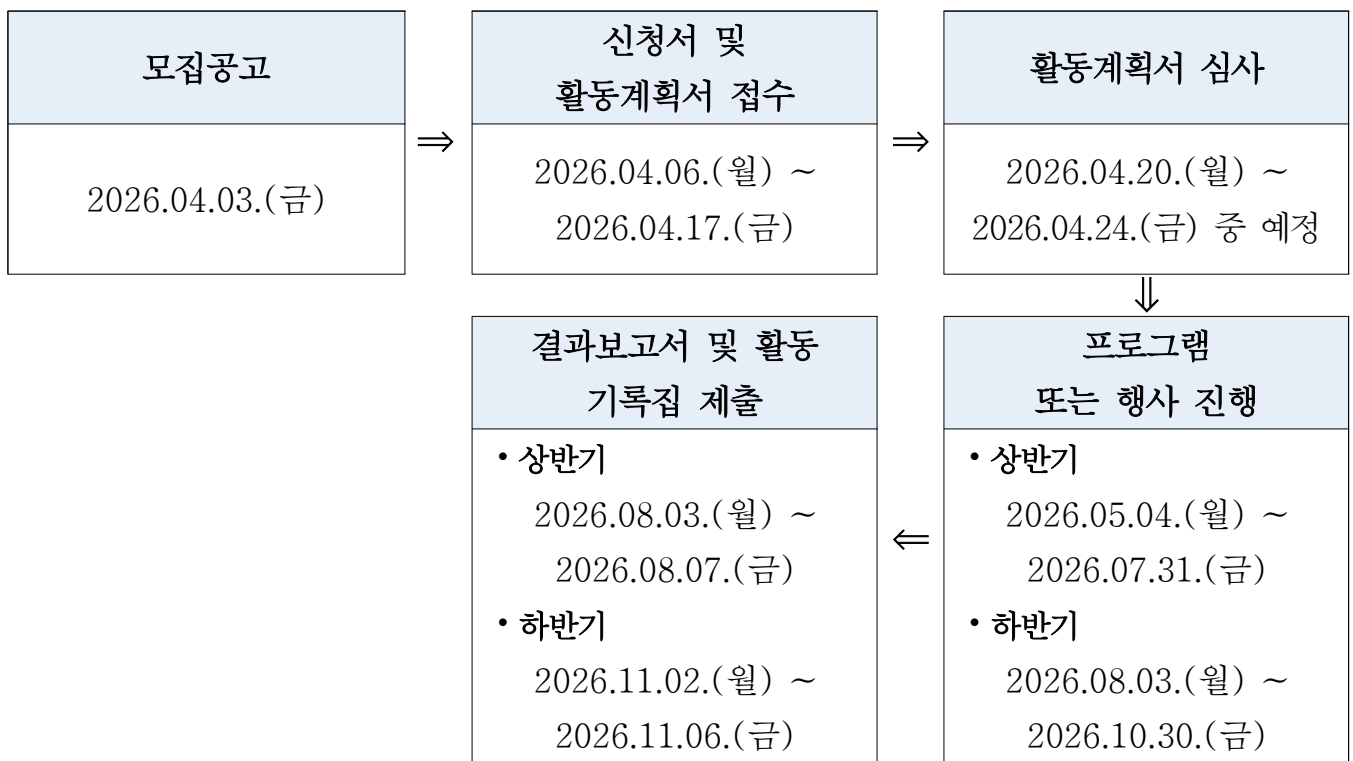 모집공고
2026.04.03.(금)
⇒
신청서 및
활동계획서 접수
2026.04.06.(월) ~
2026.04.17.(금)
⇒
활동계획서 심사
2026.04.20.(월) ~
2026.04.24.(금) 중 예정
⇓
프로그램
또는 행사 진행
• 상반기
2026.05.04.(월) ~
2026.07.31.(금)
• 하반기
2026.08.03.(월) ~
2026.10.30.(금)
⇐
결과보고서 및 활동
기록집 제출
• 상반기
2026.08.03.(월) ~
2026.08.07.(금)
• 하반기
2026.11.02.(월) ~
2026.11.06.(금)